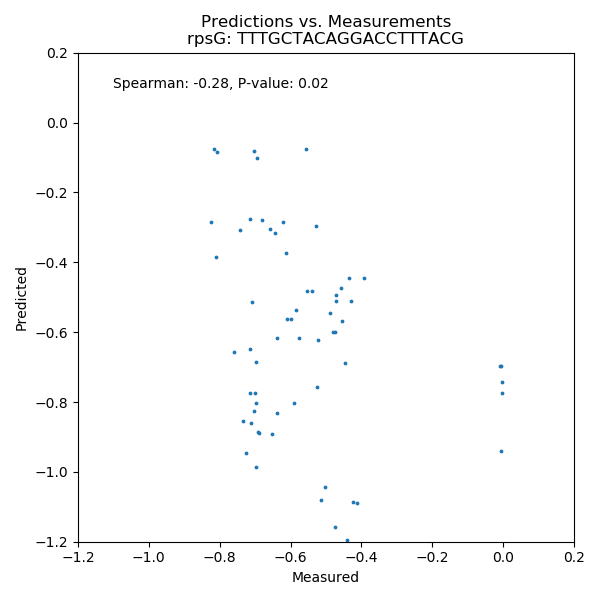 Predictions vs. Measurements
rpsG: TTTGCTACAGGACCTTTACG
Spearman: -0.28, P-value: 0.02
0.2
0.0
−0.2
−0.4
−0.6
−0.8
−1.0
−1.2
Predicted
−1.2 −1.0 −0.8 −0.6 −0.4 −0.2 0.0 0.2
Measured